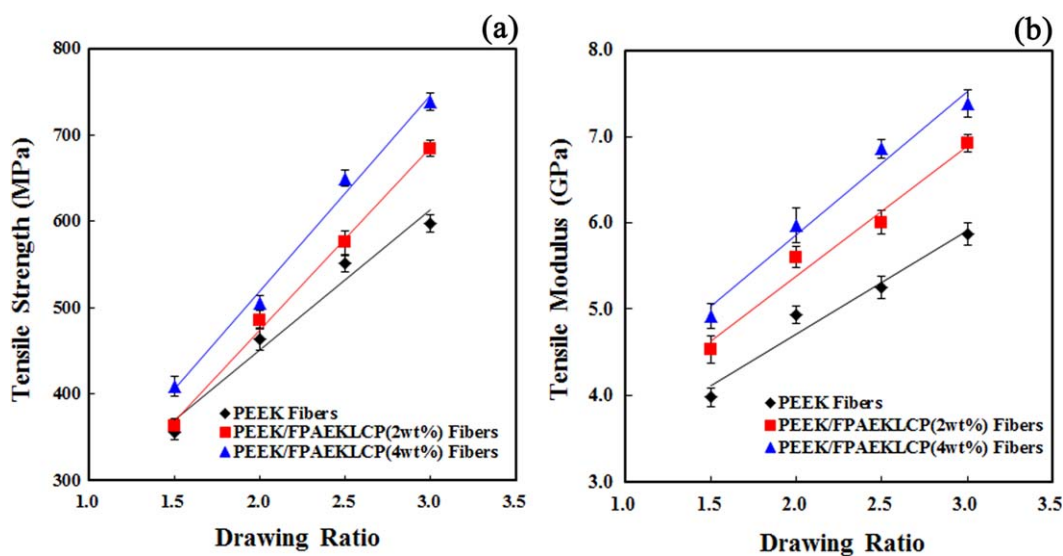 (a)
800
700
600
500
400
300
Tensile Strength (MPa)
PEEK Fibers
PEEK/FPAEKLCP(2wt%) Fibers
PEEK/FPAEKLCP(4wt%) Fibers
1.0 1.5 2.0 2.5 3.0 3.5
Drawing Ratio
(b)
8.0
7.0
6.0
5.0
4.0
3.0
Tensile Modulus (GPa)
PEEK Fibers
PEEK/FPAEKLCP(2wt%) Fibers
PEEK/FPAEKLCP(4wt%) Fibers
1.0 1.5 2.0 2.5 3.0 3.5
Drawing Ratio